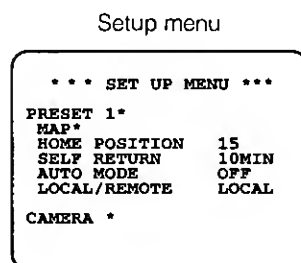 Setup menu
* * * SET UP MENU ***
PRESET 1*
MAP*
HOME POSITION 15
SELF RETURN 10MIN
AUTO MODE OFF
LOCAL/REMOTE LOCAL
CAMERA *